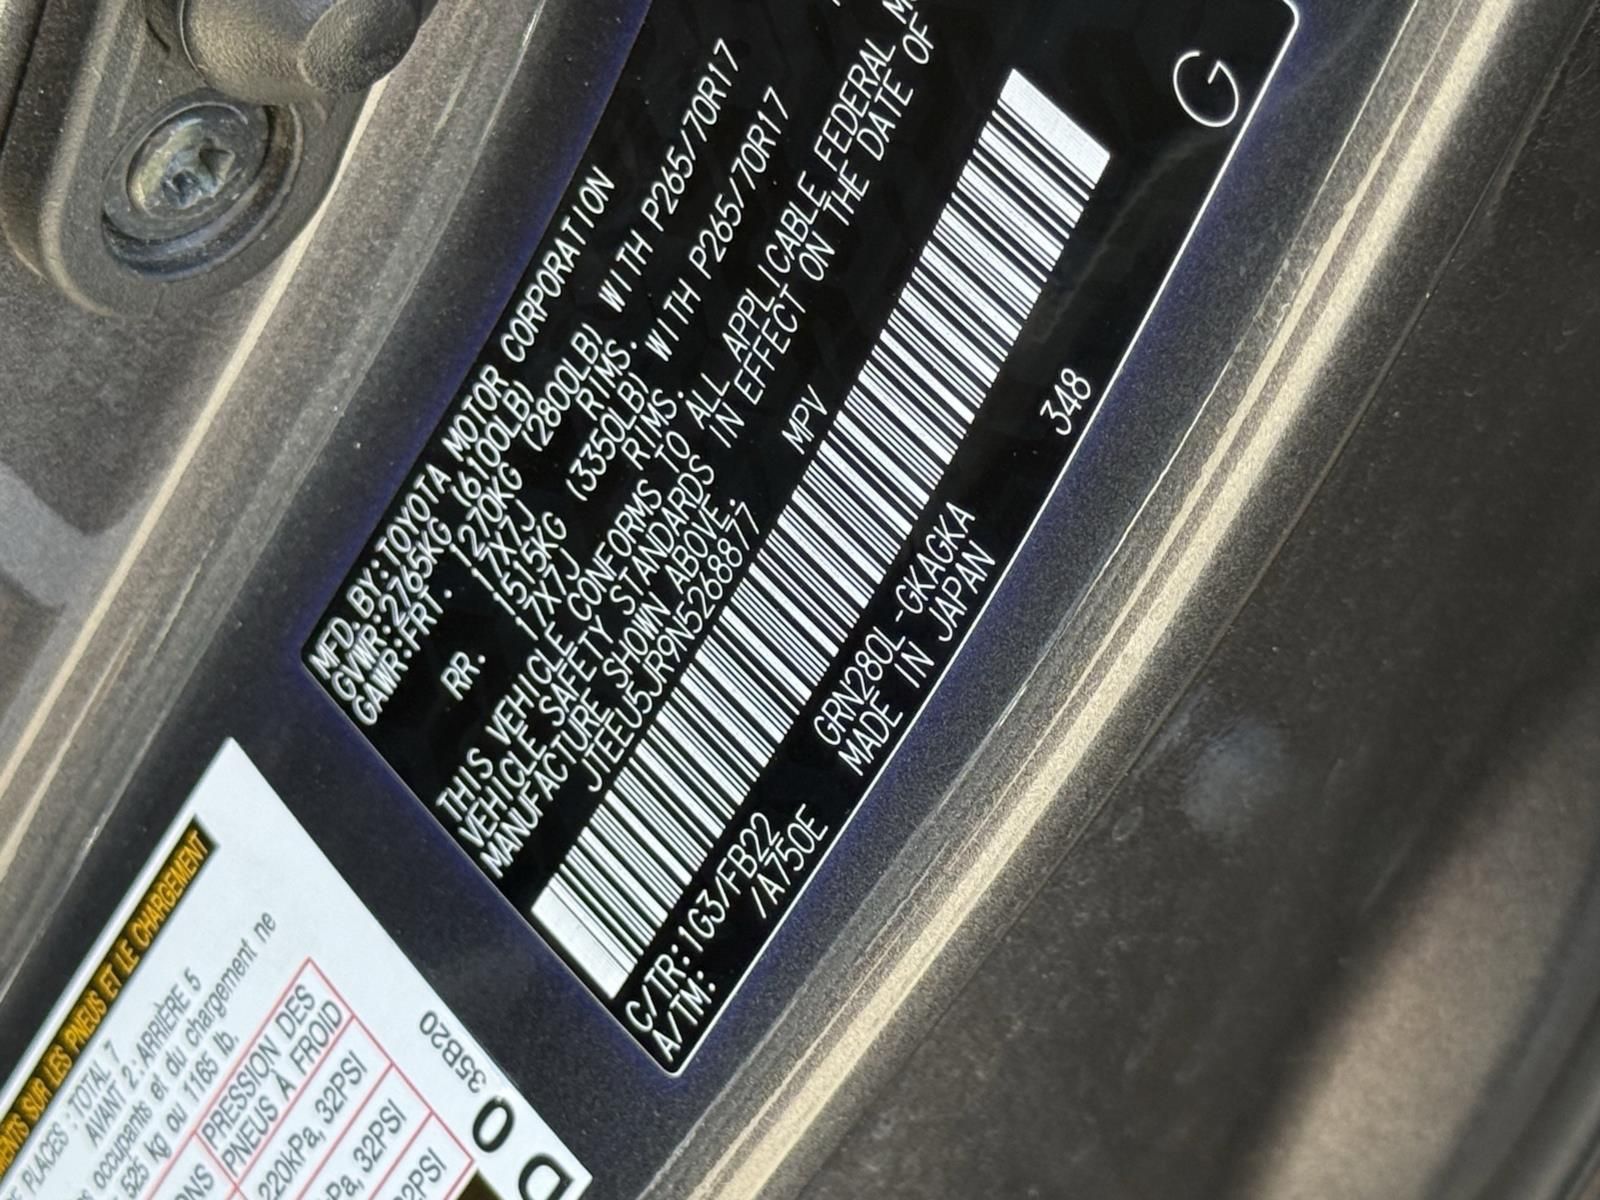 MFD. BY: TOYOTA MOTOR CORPORATION
GVWR: 2765KG (6100LB)
GAWR: FRT. 1270KG (2800LB) WITH P265/70R17
17X7J RIMS.
RR. 1515KG (3350LB) WITH P265/70R17
17X7J RIMS.
THIS VEHICLE CONFORMS TO ALL APPLICABLE FEDERAL
VEHICLE SAFETY STANDARDS IN EFFECT ON THE DATE OF
MANUFACTURE SHOWN ABOVE.
JTEEU5JR9N5268877 MPV
C/TR: 1G3/FB22 GRN280L-GKAGKA 348
A/TM: /A750E MADE IN JAPAN
G
SUR LES PNEUS ET LE CHARGEMENT
PLACES : TOTAL 7
AVANT 2 : ARRIÈRE 5
occupants et du chargement ne
525 kg ou 1165 lb.
PRESSION DES
PNEUS À FROID
220kPa, 32PSI
32PSI
35B20